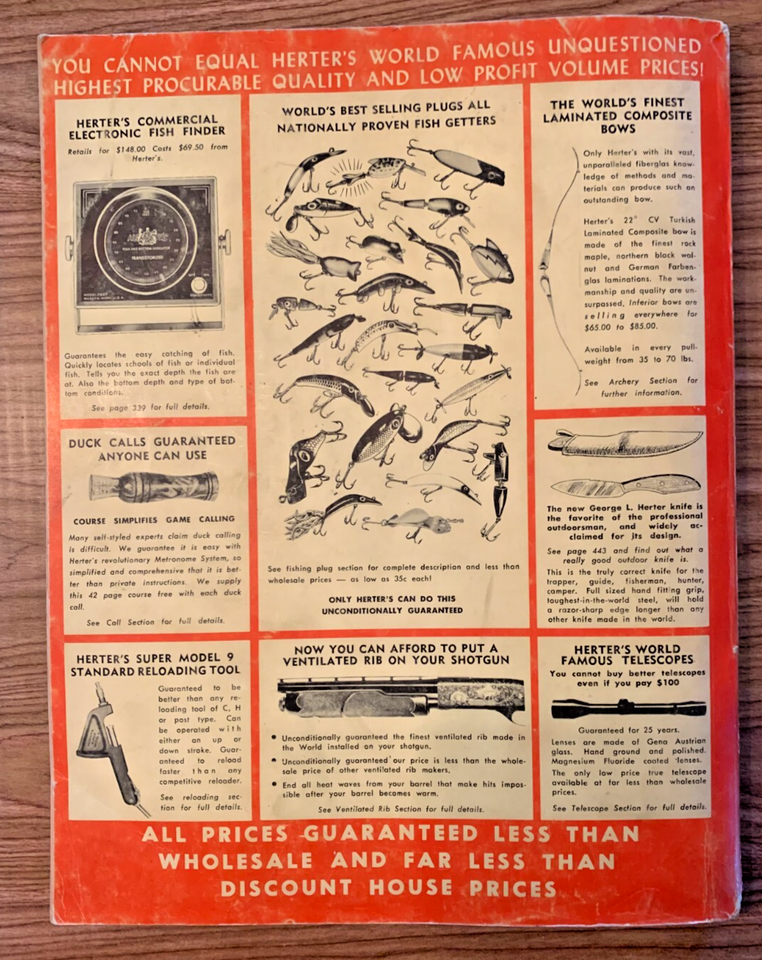 YOU CANNOT EQUAL HERTER'S WORLD FAMOUS UNQUESTIONED
HIGHEST PROCURABLE QUALITY AND LOW PROFIT VOLUME PRICES!
HERTER'S COMMERCIAL
ELECTRONIC FISH FINDER
Retails for $148.00 Costs $69.50 from
Herter's.
Guarantees the easy catching of fish.
Quickly locates schools of fish or individual
fish. Tells you the exact depth the fish are
at. Also the bottom depth and type of bot-
tom conditions.
See page 339 for full details.
WORLD'S BEST SELLING PLUGS ALL
NATIONALLY PROVEN FISH GETTERS
See fishing plug section for complete description and less than
wholesale prices — as low as 35c each!
ONLY HERTER'S CAN DO THIS
UNCONDITIONALLY GUARANTEED
THE WORLD'S FINEST
LAMINATED COMPOSITE
BOWS
Only Herter's with its vast,
unparalleled fiberglas know-
ledge of methods and ma-
terials can produce such an
outstanding bow.
Herter's 22" CV Turkish
Laminated Composite bow is
made of the finest rock
maple, northern black wal-
nut and German Farben-
glas laminations. The work-
manship and quality are un-
surpassed. Inferior bows are
selling everywhere for
$65.00 to $85.00.
Available in every pull-
weight from 35 to 70 lbs.
See Archery Section for
further information.
DUCK CALLS GUARANTEED
ANYONE CAN USE
COURSE SIMPLIFIES GAME CALLING
Many self-styled experts claim duck calling
is difficult. We guarantee it is easy with
Herter's revolutionary Metronome System, so
simplified and comprehensive that it is bet-
ter than private instructions. We supply
this 42 page course free with each duck
call.
See Call Section for full details.
The new George L. Herter knife is
the favorite of the professional
outdoorsman, and widely ac-
claimed for its design.
See page 443 and find out what a
really good outdoor knife is.
This is the truly correct knife for the
trapper, guide, fisherman, hunter,
camper. Full sized hand fitting grip,
toughest-in-the-world steel, will hold
a razor-sharp edge longer than any
other knife made in the world.
HERTER'S SUPER MODEL 9
STANDARD RELOADING TOOL
Guaranteed to be
better than any re-
loading tool of C, H
or past type. Can
be operated with
either an up or
down stroke. Guar-
anteed to reload
faster than any
competitive reloader.
See reloading sec-
tion for full details.
NOW YOU CAN AFFORD TO PUT A
VENTILATED RIB ON YOUR SHOTGUN
• Unconditionally guaranteed the finest ventilated rib made in
the World installed on your shotgun.
• Unconditionally guaranteed our price is less than the whole-
sale price of other ventilated rib makers.
• End all heat waves from your barrel that make hits impos-
sible after your barrel becomes warm.
See Ventilated Rib Section for full details.
HERTER'S WORLD
FAMOUS TELESCOPES
You cannot buy better telescopes
even if you pay $100
Guaranteed for 25 years.
Lenses are made of Gena Austrian
glass. Hand ground and polished.
Magnesium Fluoride coated lenses.
The only low price true telescope
available at far less than wholesale
prices.
See Telescope Section for full details.
ALL PRICES GUARANTEED LESS THAN
WHOLESALE AND FAR LESS THAN
DISCOUNT HOUSE PRICES